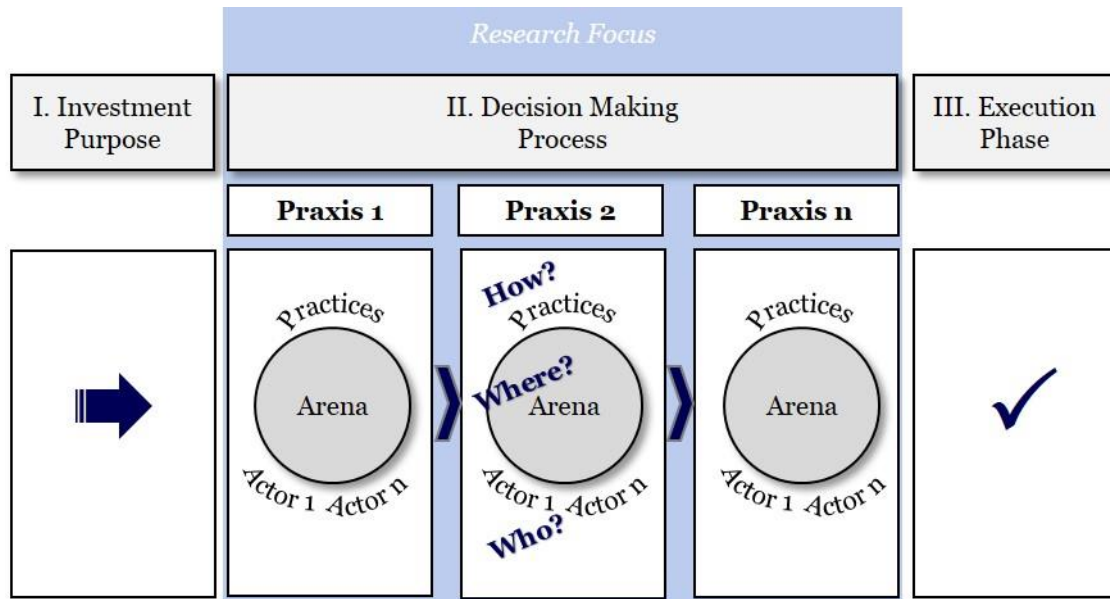 Research Focus
I. Investment
Purpose
II. Decision Making
Process
III. Execution
Phase
Praxis 1
Praxis 2
Praxis n
Practices
Arena
Actor 1 Actor n
How?
Practices
Where?
Arena
Actor 1 Actor n
Who?
Practices
Arena
Actor 1 Actor n